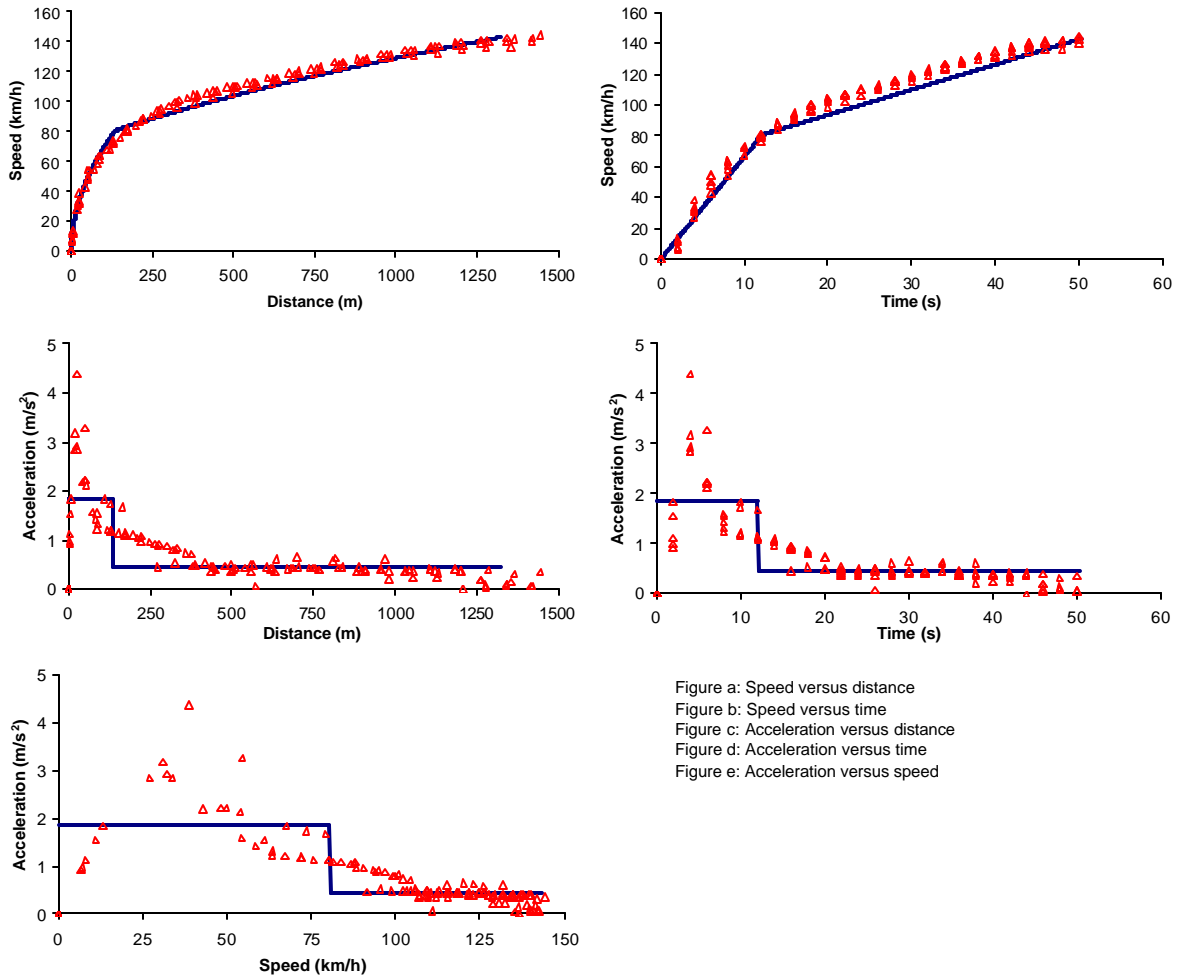 160
140
120
100
80
60
40
20
0
Speed (km/h)
0 250 500 750 1000 1250 1500
Distance (m)
160
140
120
100
80
60
40
20
0
Speed (km/h)
0 10 20 30 40 50 60
Time (s)
5
4
3
2
1
0
Acceleration (m/s²)
0 250 500 750 1000 1250 1500
Distance (m)
5
4
3
2
1
0
Acceleration (m/s²)
0 10 20 30 40 50 60
Time (s)
5
4
3
2
1
0
Acceleration (m/s²)
0 25 50 75 100 125 150
Speed (km/h)
Figure a: Speed versus distance
Figure b: Speed versus time
Figure c: Acceleration versus distance
Figure d: Acceleration versus time
Figure e: Acceleration versus speed